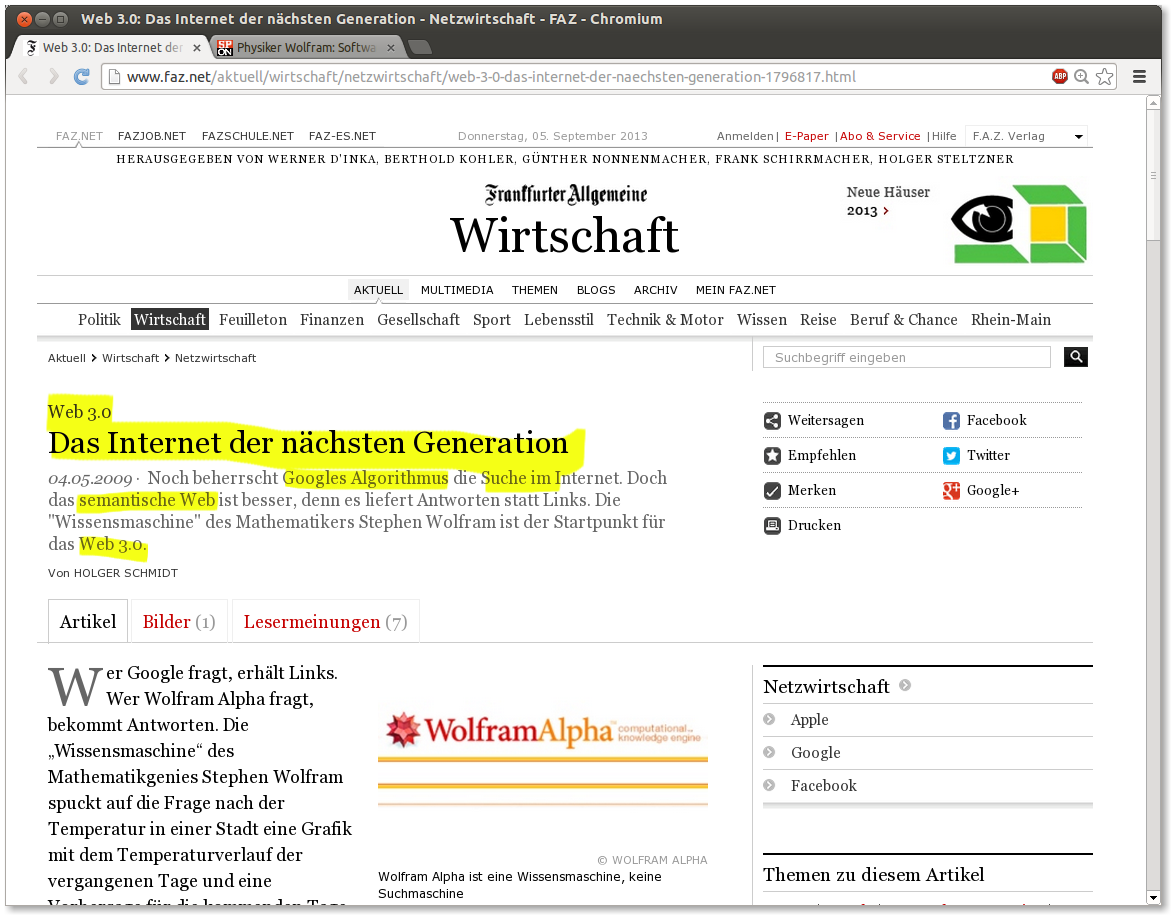 Web 3.0: Das Internet der nächsten Generation - Netzwirtschaft - FAZ - Chromium
Web 3.0: Das Internet der
Physiker Wolfram: Softwa
www.faz.net/aktuell/wirtschaft/netzwirtschaft/web-3-0-das-internet-der-naechsten-generation-1796817.html
ABP
FAZ.NET FAZJOB.NET FAZSCHULE.NET FAZ-ES.NET Donnerstag, 05. September 2013 Anmelden | E-Paper | Abo & Service | Hilfe F.A.Z. Verlag
HERAUSGEGEBEN VON WERNER D'INKA, BERTHOLD KOHLER, GÜNTHER NONNENMACHER, FRANK SCHIRRMACHER, HOLGER STELTZNER
Frankfurter Allgemeine
Wirtschaft
Neue Häuser
2013
AKTUELL MULTIMEDIA THEMEN BLOGS ARCHIV MEIN FAZ.NET
Politik Wirtschaft Feuilleton Finanzen Gesellschaft Sport Lebensstil Technik & Motor Wissen Reise Beruf & Chance Rhein-Main
Aktuell > Wirtschaft > Netzwirtschaft
Suchbegriff eingeben
Web 3.0
Das Internet der nächsten Generation
04.05.2009 · Noch beherrscht Googles Algorithmus die Suche im Internet. Doch
das semantische Web ist besser, denn es liefert Antworten statt Links. Die
"Wissensmaschine" des Mathematikers Stephen Wolfram ist der Startpunkt für
das Web 3.0.
Von HOLGER SCHMIDT
Weitersagen
Facebook
Empfehlen
Twitter
Merken
Google+
Drucken
Artikel Bilder (1) Lesermeinungen (7)
Wer Google fragt, erhält Links.
Wer Wolfram Alpha fragt,
bekommt Antworten. Die
„Wissensmaschine“ des
Mathematikgenies Stephen Wolfram
spuckt auf die Frage nach der
Temperatur in einer Stadt eine Grafik
mit dem Temperaturverlauf der
vergangenen Tage und eine
Vorhersage für die kommenden Tage
WolframAlpha computational...
knowledge engine
© WOLFRAM ALPHA
Wolfram Alpha ist eine Wissensmaschine, keine
Suchmaschine
Netzwirtschaft
Apple
Google
Facebook
Themen zu diesem Artikel